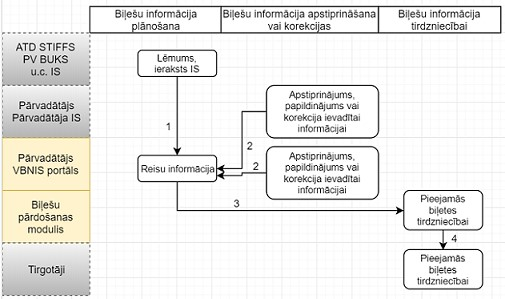 Biļešu informācija
plānošana
Biļešu informācija apstiprināšana
vai korekcijas
Biļešu informācija
tirdzniecībai
ATD STIFFS
PV BUKS
u.c. IS
Lēmums,
ieraksts IS
Pārvadātājs
Pārvadātāja IS
Apstiprinājums,
papildinājums vai
korekcija ievadītai
informācijai
1
2
Pārvadātājs
VBNIS portāls
Reisu informācija
2
Apstiprinājums,
papildinājums vai
korekcija ievadītai
informācijai
Biļešu
pārdošanas
modulis
3
Pieejamās
biļetes
tirdzniecībai
4
Tirgotāji
Pieejamās
biļetes
tirdzniecībai